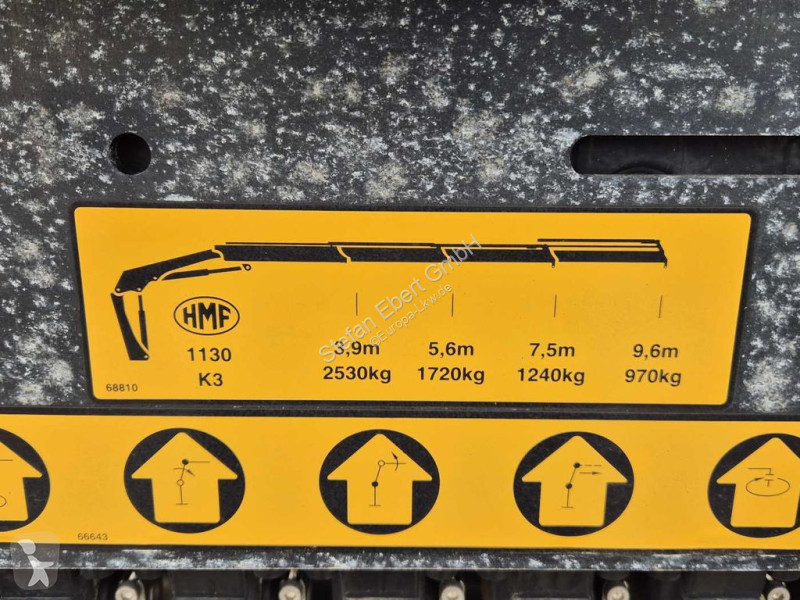 HMF
1130
K3
68810
3,9m 5,6m 7,5m 9,6m
2530kg 1720kg 1240kg 970kg
Stefan Ebert GmbH
©Europa-Lkw.de
66643
T